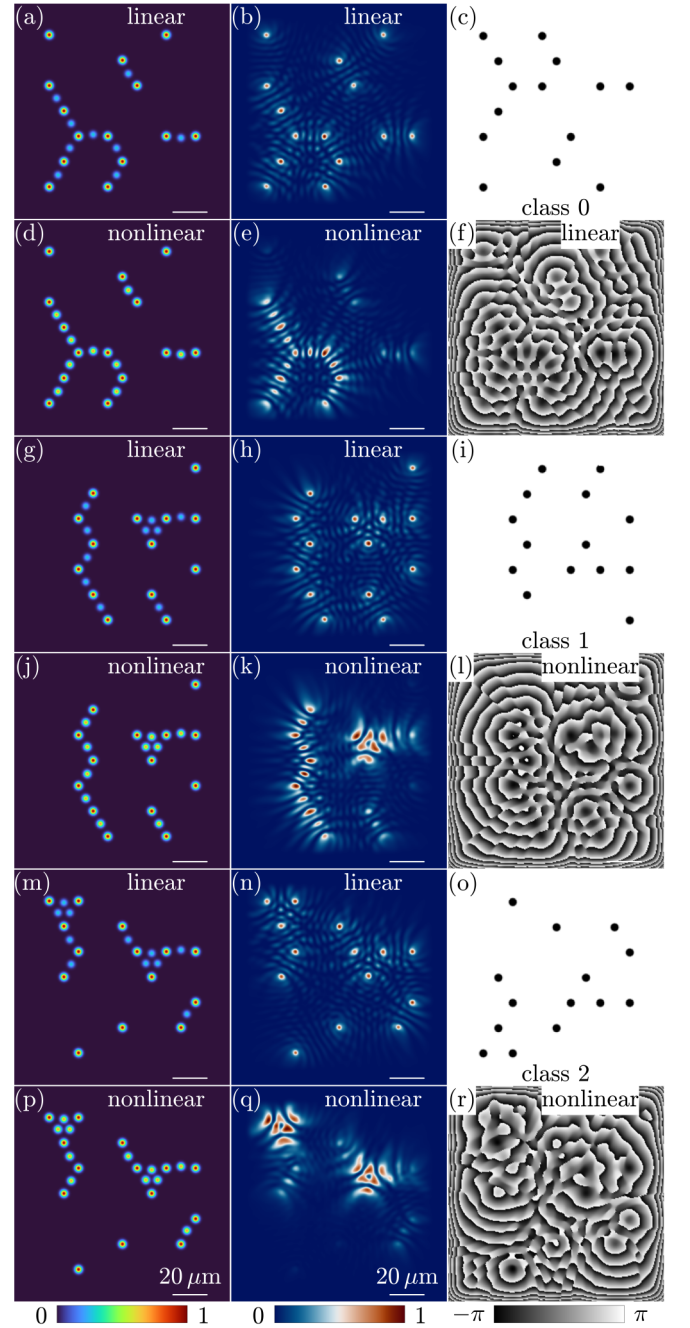 (a) linear (b) linear (c)
class 0
(d) nonlinear (e) nonlinear (f) linear
(g) linear (h) linear (i)
class 1
(j) nonlinear (k) nonlinear (l) nonlinear
(m) linear (n) linear (o)
class 2
(p) nonlinear (q) nonlinear (r) nonlinear
20 μm 20 μm
0 1 0 1 −π π